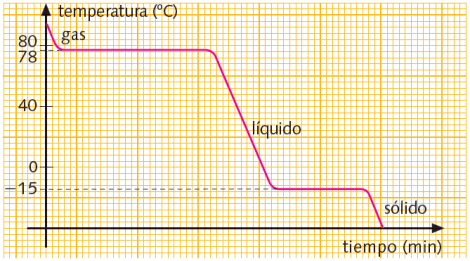 temperatura (ºC)
gas
80
78
40
líquido
0
−15
sólido
tiempo (min)